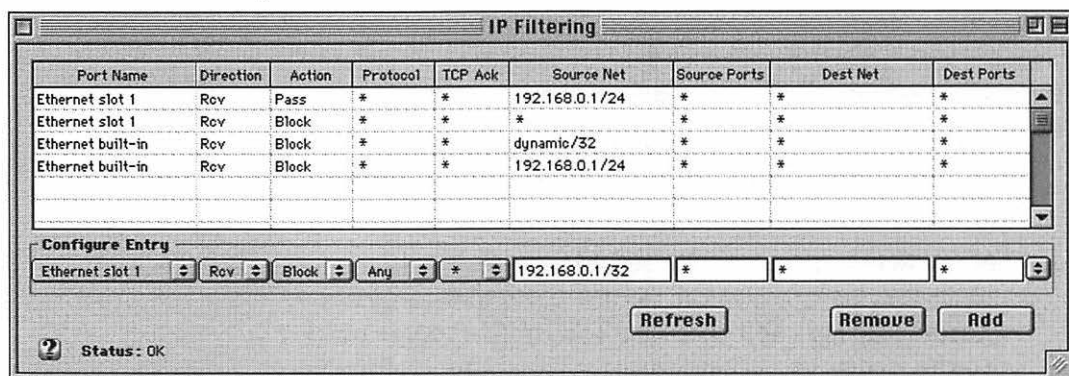 IP Filtering
Port Name Direction Action Protocol TCP Ack Source Net Source Ports Dest Net Dest Ports
Ethernet slot 1 Rcv Pass * * 192.168.0.1/24 * * *
Ethernet slot 1 Rcv Block * * * * * *
Ethernet built-in Rcv Block * * dynamic/32 * * *
Ethernet built-in Rcv Block * * 192.168.0.1/24 * * *
Configure Entry
Ethernet slot 1 Rcv Block Any * 192.168.0.1/32 * * *
Refresh Remove Add
? Status: OK